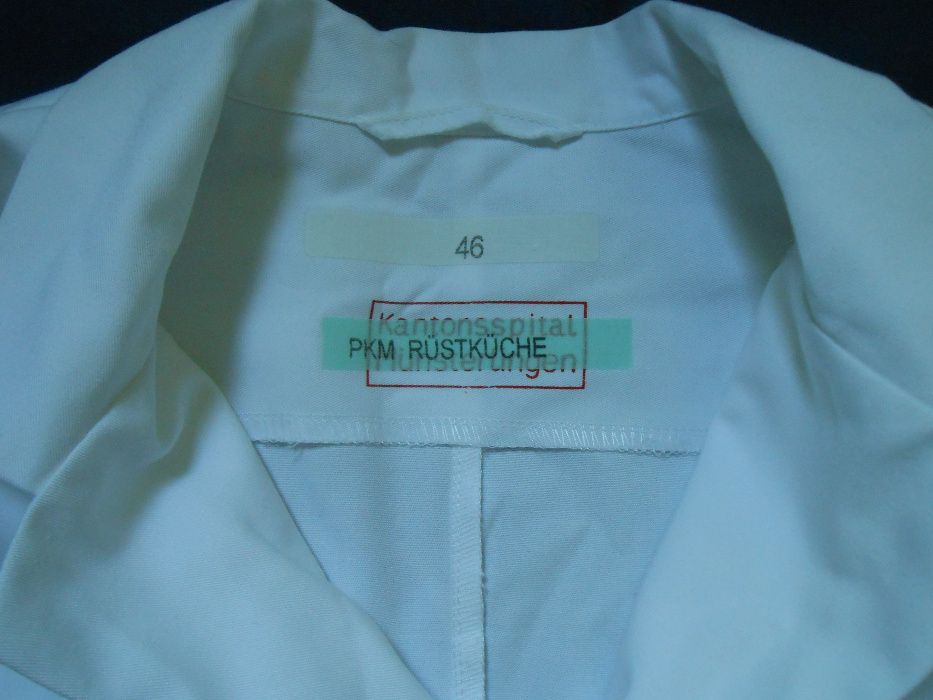 46
Kantonsspital
PKM RÜSTKÜCHE
Münsterlingen